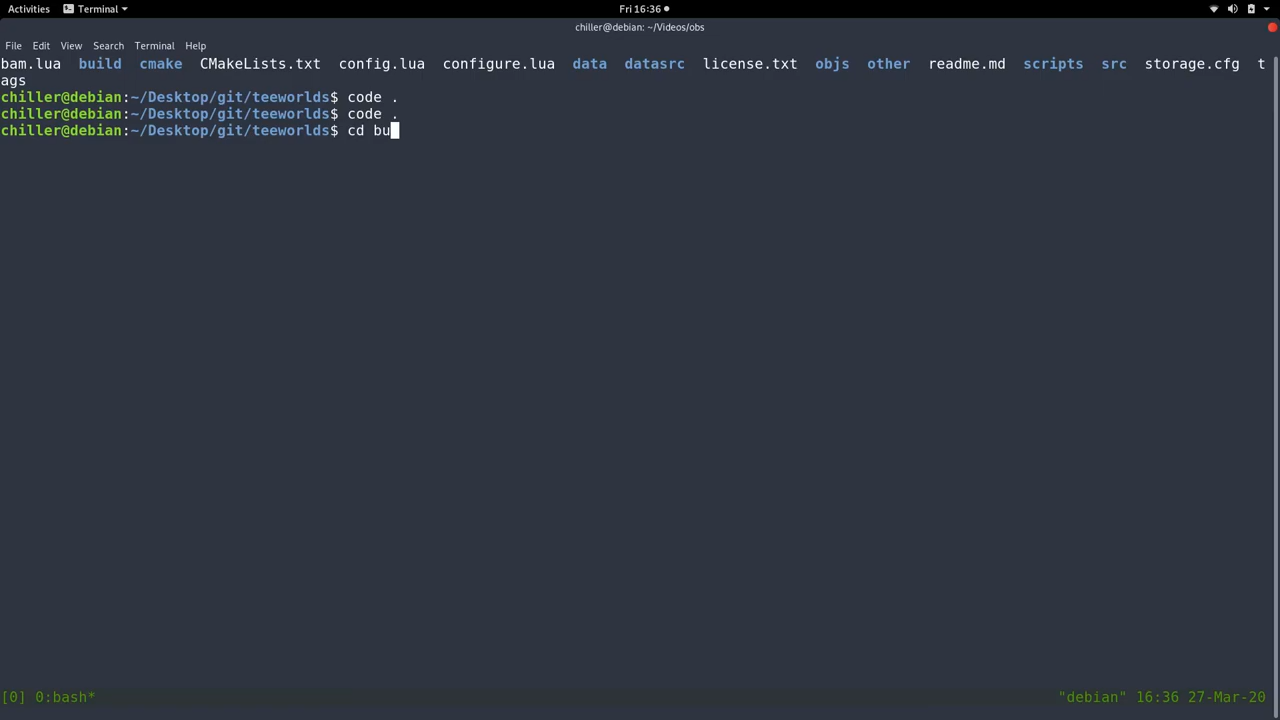 Activities Terminal Fri 16:36
chiller@debian: ~/Videos/obs
File Edit View Search Terminal Help
bam.lua build cmake CMakeLists.txt config.lua configure.lua data datasrc license.txt objs other readme.md scripts src storage.cfg t
ags
chiller@debian:~/Desktop/git/teeworlds$ code .
chiller@debian:~/Desktop/git/teeworlds$ code .
chiller@debian:~/Desktop/git/teeworlds$ cd bu
[0] 0:bash* "debian" 16:36 27-Mar-20